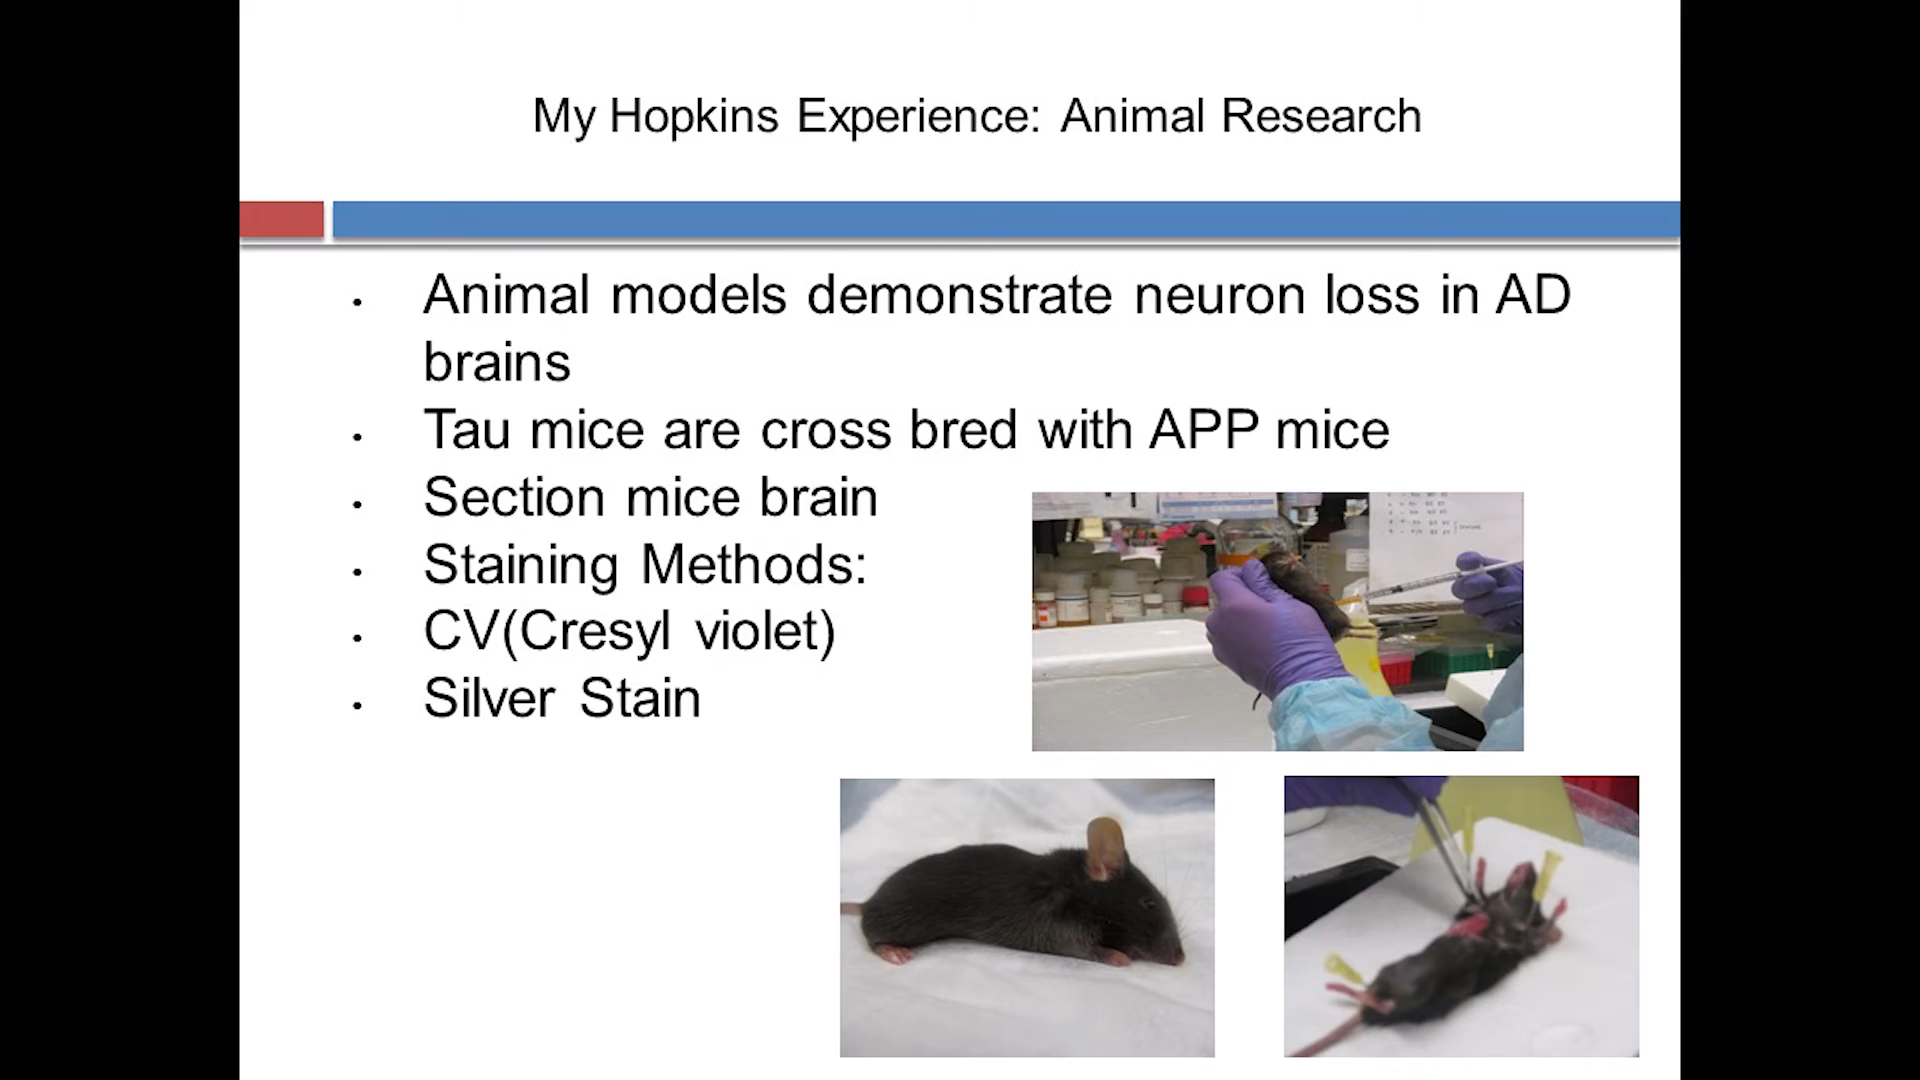 My Hopkins Experience: Animal Research
• Animal models demonstrate neuron loss in AD
brains
• Tau mice are cross bred with APP mice
• Section mice brain
• Staining Methods:
• CV(Cresyl violet)
• Silver Stain